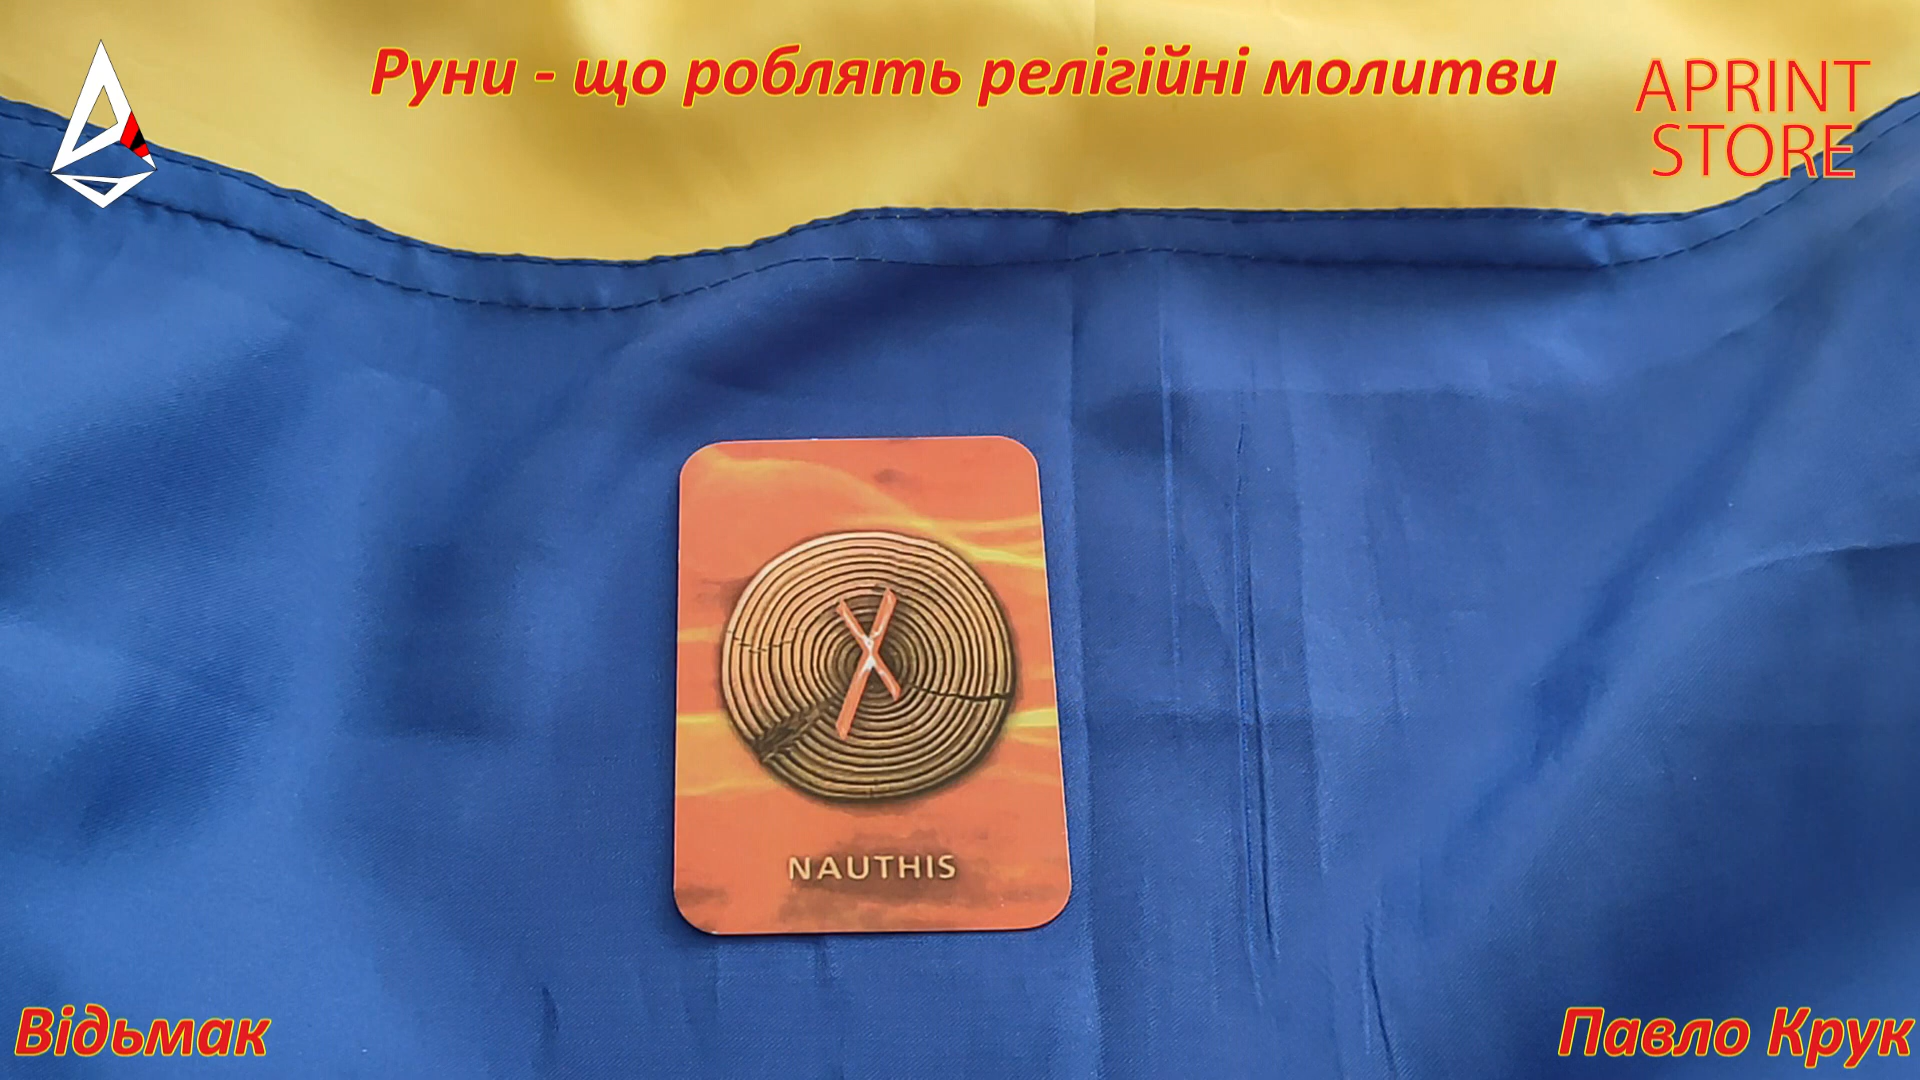 Руни - що роблять релігійні молитви
APRINT
STORE
NAUTHIS
Відьмак
Павло Крук